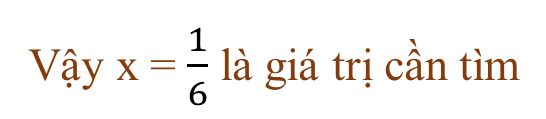 Vậy x = 1/6 là giá trị cần tìm